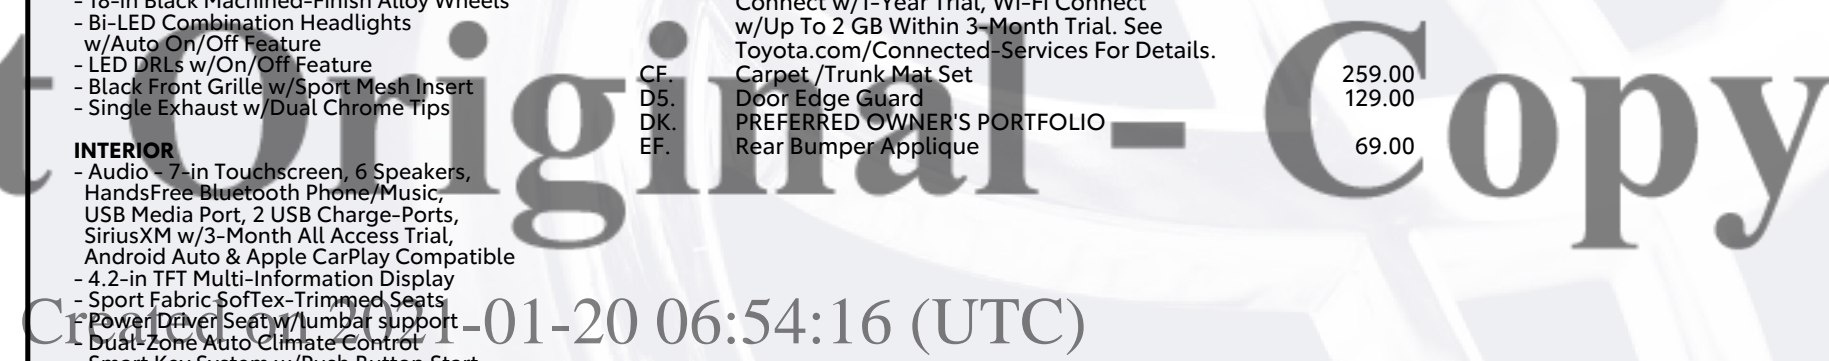 - 18-in Black Machined-Finish Alloy Wheels
- Bi-LED Combination Headlights
w/Auto On/Off Feature
- LED DRLs w/On/Off Feature
- Black Front Grille w/Sport Mesh Insert
- Single Exhaust w/Dual Chrome Tips
INTERIOR
- Audio - 7-in Touchscreen, 6 Speakers,
HandsFree Bluetooth Phone/Music,
USB Media Port, 2 USB Charge-Ports,
SiriusXM w/3-Month All Access Trial,
Android Auto & Apple CarPlay Compatible
- 4.2-in TFT Multi-Information Display
- Sport Fabric SofTex-Trimmed Seats
- Power Driver Seat w/lumbar support
- Dual-Zone Auto Climate Control
- Smart Key System w/Push Button Start
Connect w/1-Year Trial, Wi-Fi Connect
w/Up To 2 GB Within 3-Month Trial. See
Toyota.com/Connected-Services For Details.
CF. Carpet /Trunk Mat Set 259.00
D5. Door Edge Guard 129.00
DK. PREFERRED OWNER'S PORTFOLIO
EF. Rear Bumper Applique 69.00
t Original - Copy
Created on 2021-01-20 06:54:16 (UTC)